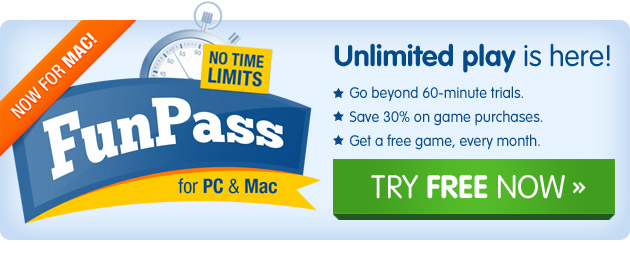 NOW FOR MAC!
NO TIME
LIMITS
FunPass
for PC & Mac
Unlimited play is here!
Go beyond 60-minute trials.
Save 30% on game purchases.
Get a free game, every month.
TRY FREE NOW »